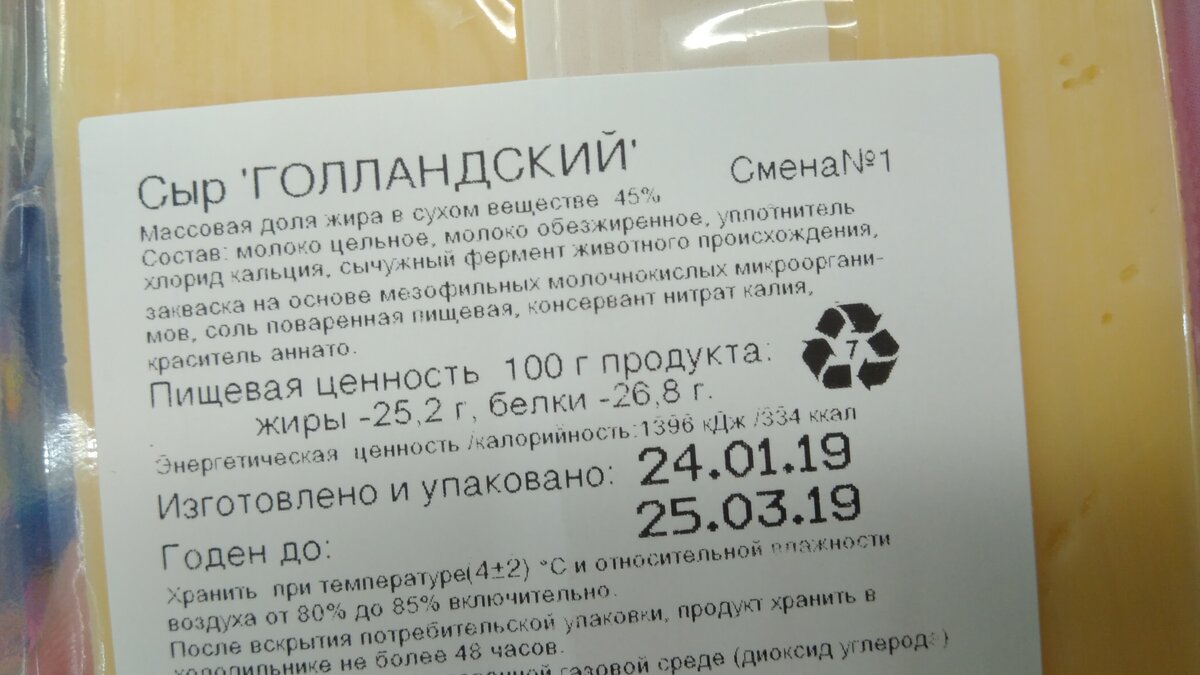 Сыр 'ГОЛЛАНДСКИЙ' Смена№1
Массовая доля жира в сухом веществе 45%
Состав: молоко цельное, молоко обезжиренное, уплотнитель
хлорид кальция, сычужный фермент животного происхождения,
закваска на основе мезофильных молочнокислых микроорганиз-
мов, соль поваренная пищевая, консервант нитрат калия,
краситель аннато.
7
Пищевая ценность 100 г продукта:
жиры -25,2 г, белки -26,8 г.
Энергетическая ценность /калорийность:1396 кДж /334 ккал
Изготовлено и упаковано: 24.01.19
Годен до: 25.03.19
Хранить при температуре(4±2) °С и относительной влажности
воздуха от 80% до 85% включительно.
После вскрытия потребительской упаковки, продукт хранить в
холодильнике не более 48 часов.
газовой среде (диоксид углерода)